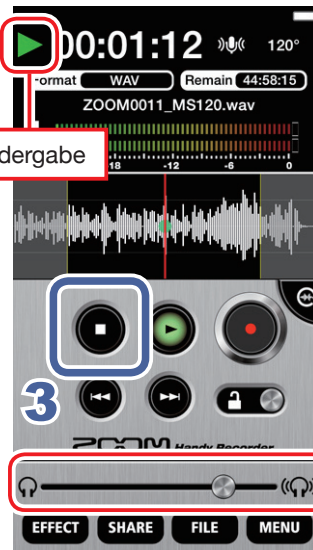 00:01:12 120°
Format WAV Remain 44:58:15
ZOOM0011_MS120.wav
dergabe
18 -12 -6 0
3
ZOOM Handy Recorder
EFFECT SHARE FILE MENU